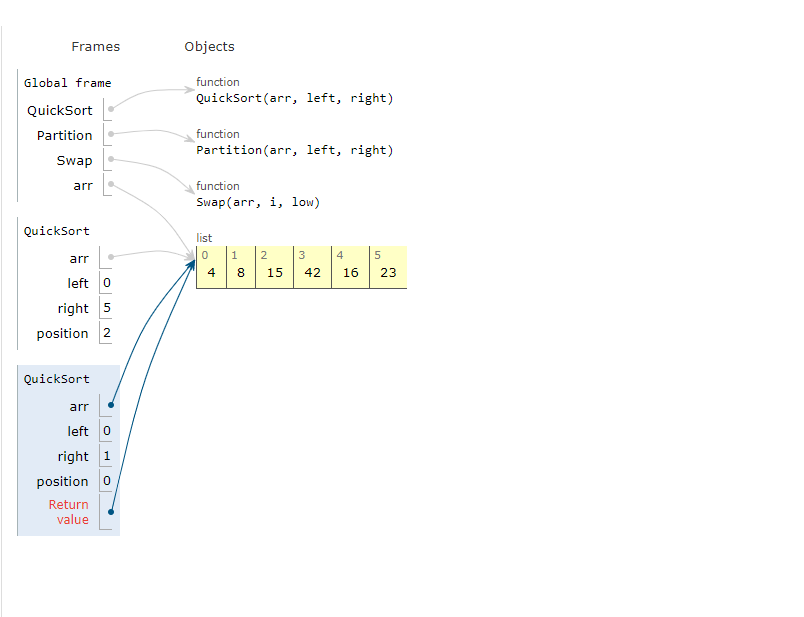 Frames Objects
Global frame
QuickSort
Partition
Swap
arr
function
QuickSort(arr, left, right)
function
Partition(arr, left, right)
function
Swap(arr, i, low)
list
0 1 2 3 4 5
4 8 15 42 16 23
QuickSort
arr
left 0
right 5
position 2
QuickSort
arr
left 0
right 1
position 0
Return
value